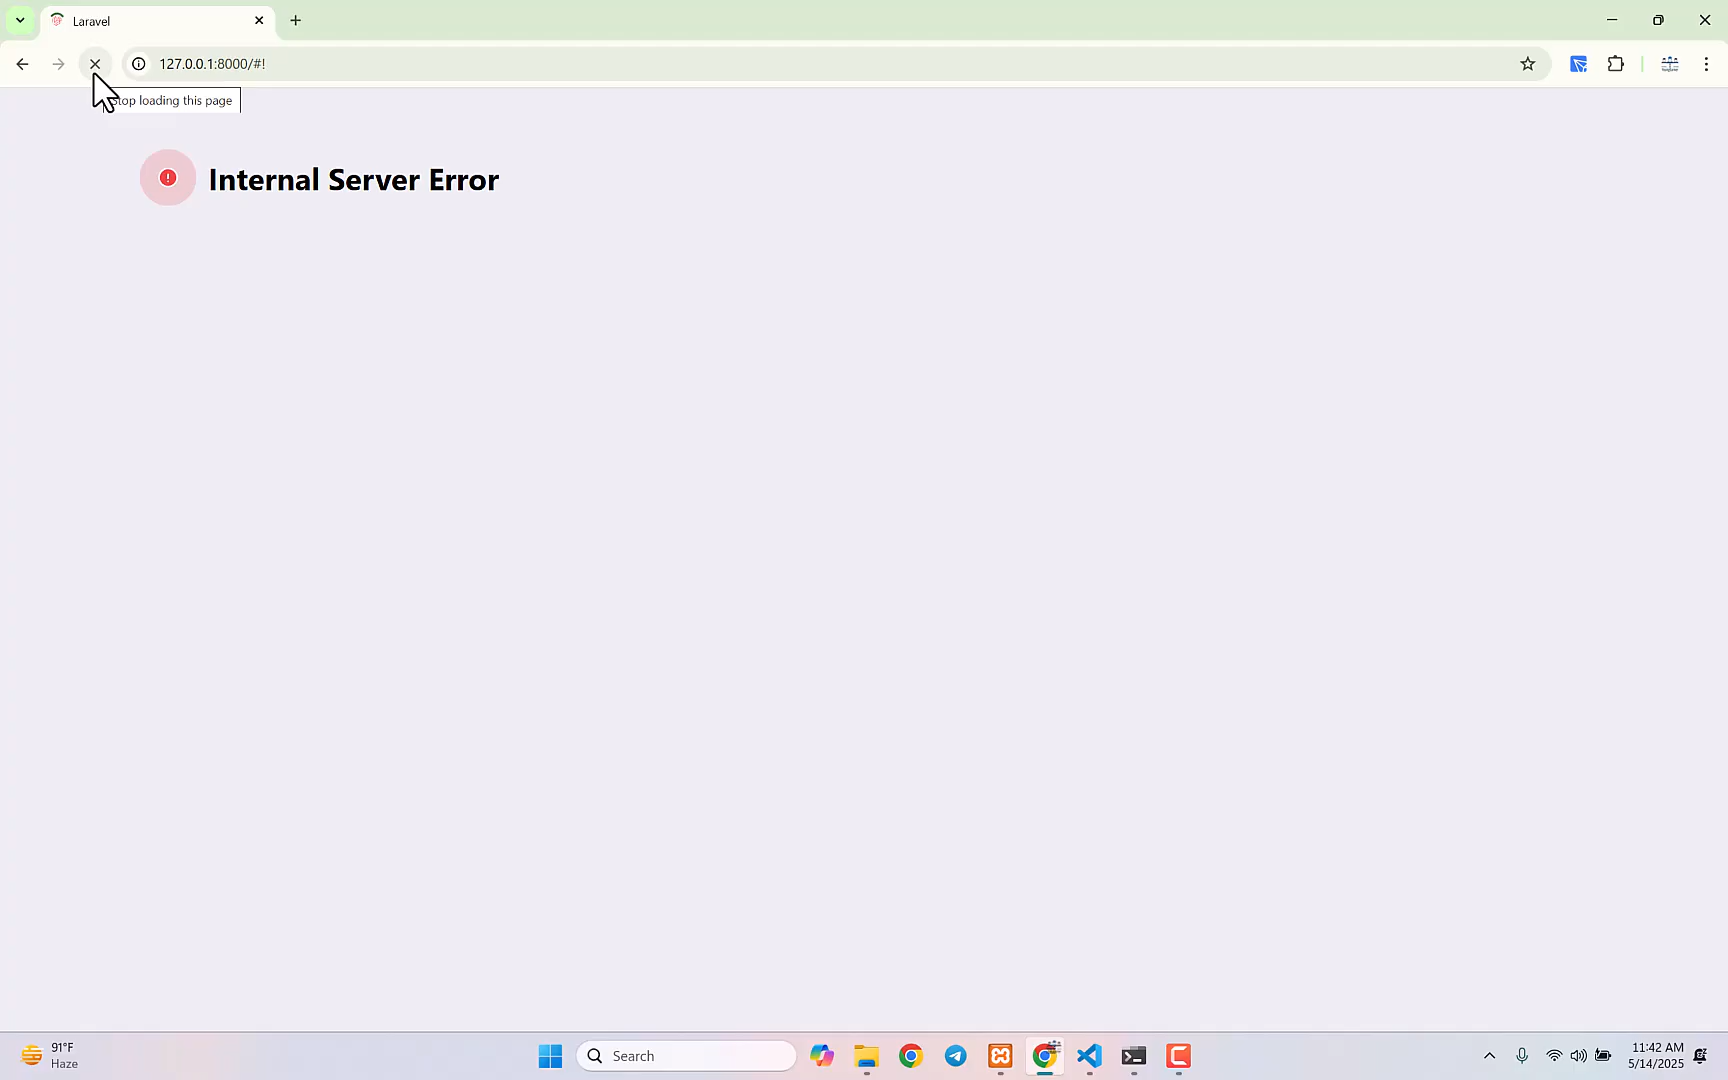 Laravel
127.0.0.1:8000/#!
top loading this page
Internal Server Error
91°F
Haze
Search
11:42 AM
5/14/2025